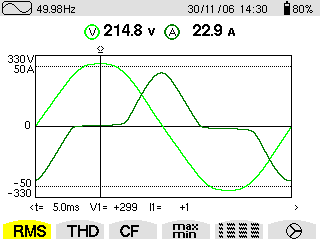 49.98Hz 30/11/06 14:30 80%
V 214.8 V A 22.9 A
330V
50A
0
-50
-330
<t= 5.0ms V1= +299 I1= +1 >
RMS THD CF max min